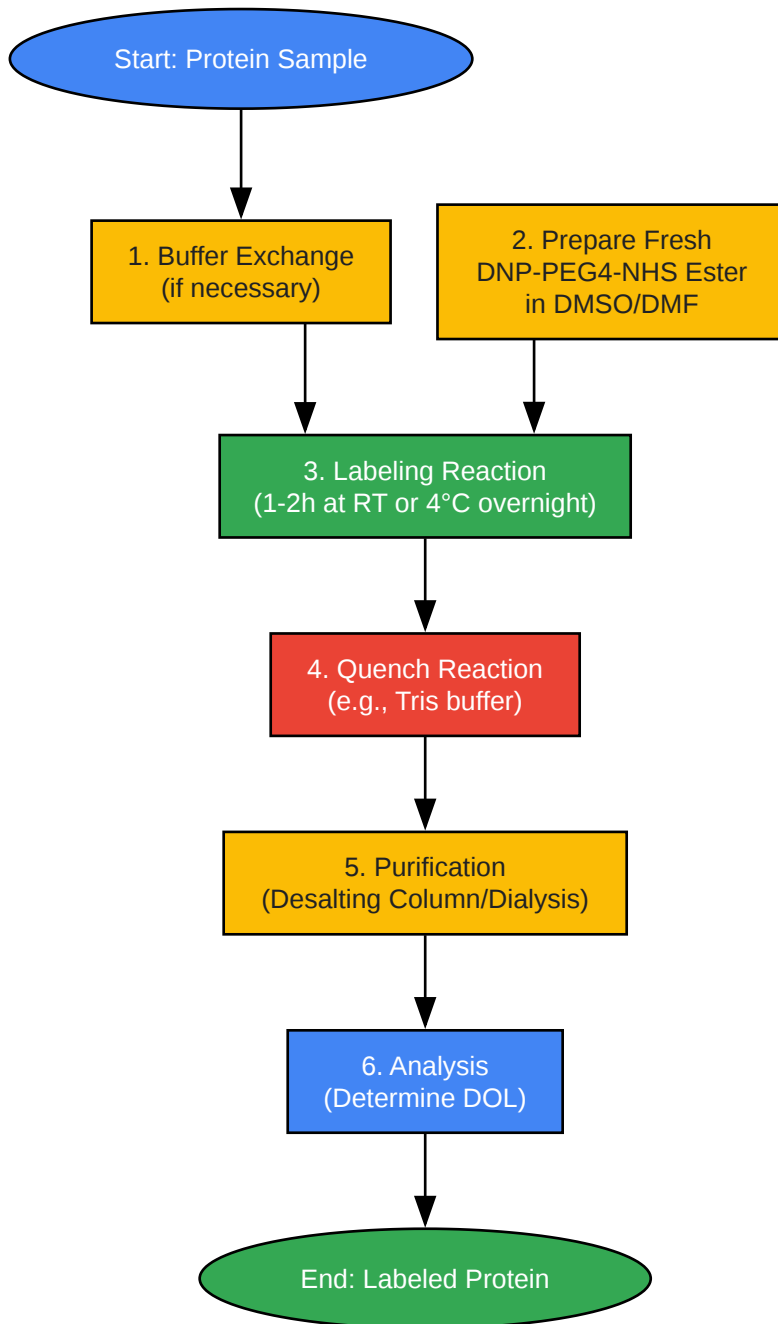 Start: Protein Sample
1. Buffer Exchange
(if necessary)
2. Prepare Fresh
DNP-PEG4-NHS Ester
in DMSO/DMF
3. Labeling Reaction
(1-2h at RT or 4°C overnight)
4. Quench Reaction
(e.g., Tris buffer)
5. Purification
(Desalting Column/Dialysis)
6. Analysis
(Determine DOL)
End: Labeled Protein